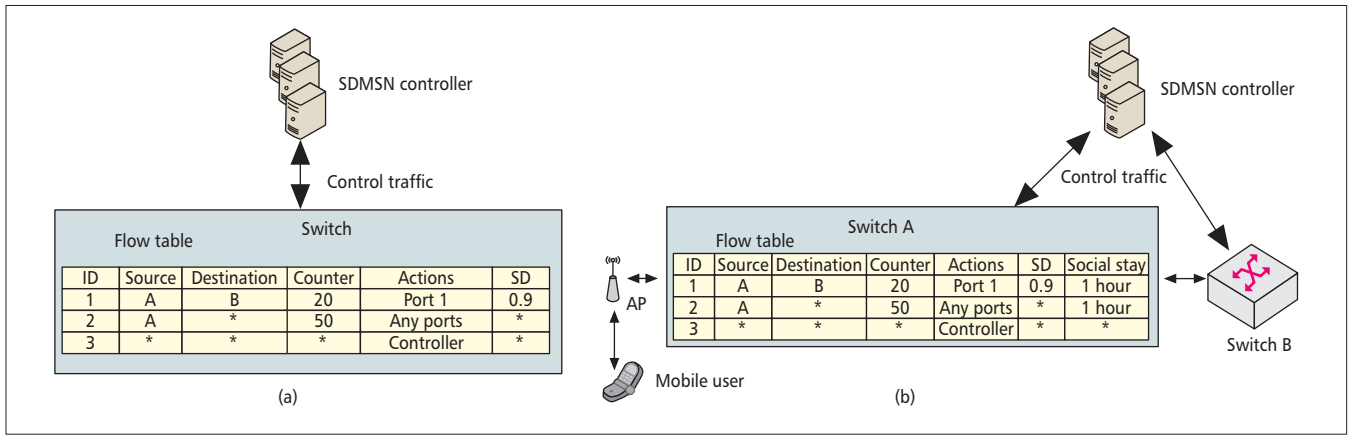 SDMSN controller
Control traffic
Switch
Flow table
ID Source Destination Counter Actions SD
1 A B 20 Port 1 0.9
2 A * 50 Any ports *
3 * * * Controller *
(a)
SDMSN controller
Control traffic
Switch A
Flow table
ID Source Destination Counter Actions SD Social stay
1 A B 20 Port 1 0.9 1 hour
2 A * 50 Any ports * 1 hour
3 * * * Controller * *
AP
Mobile user
Switch B
(b)